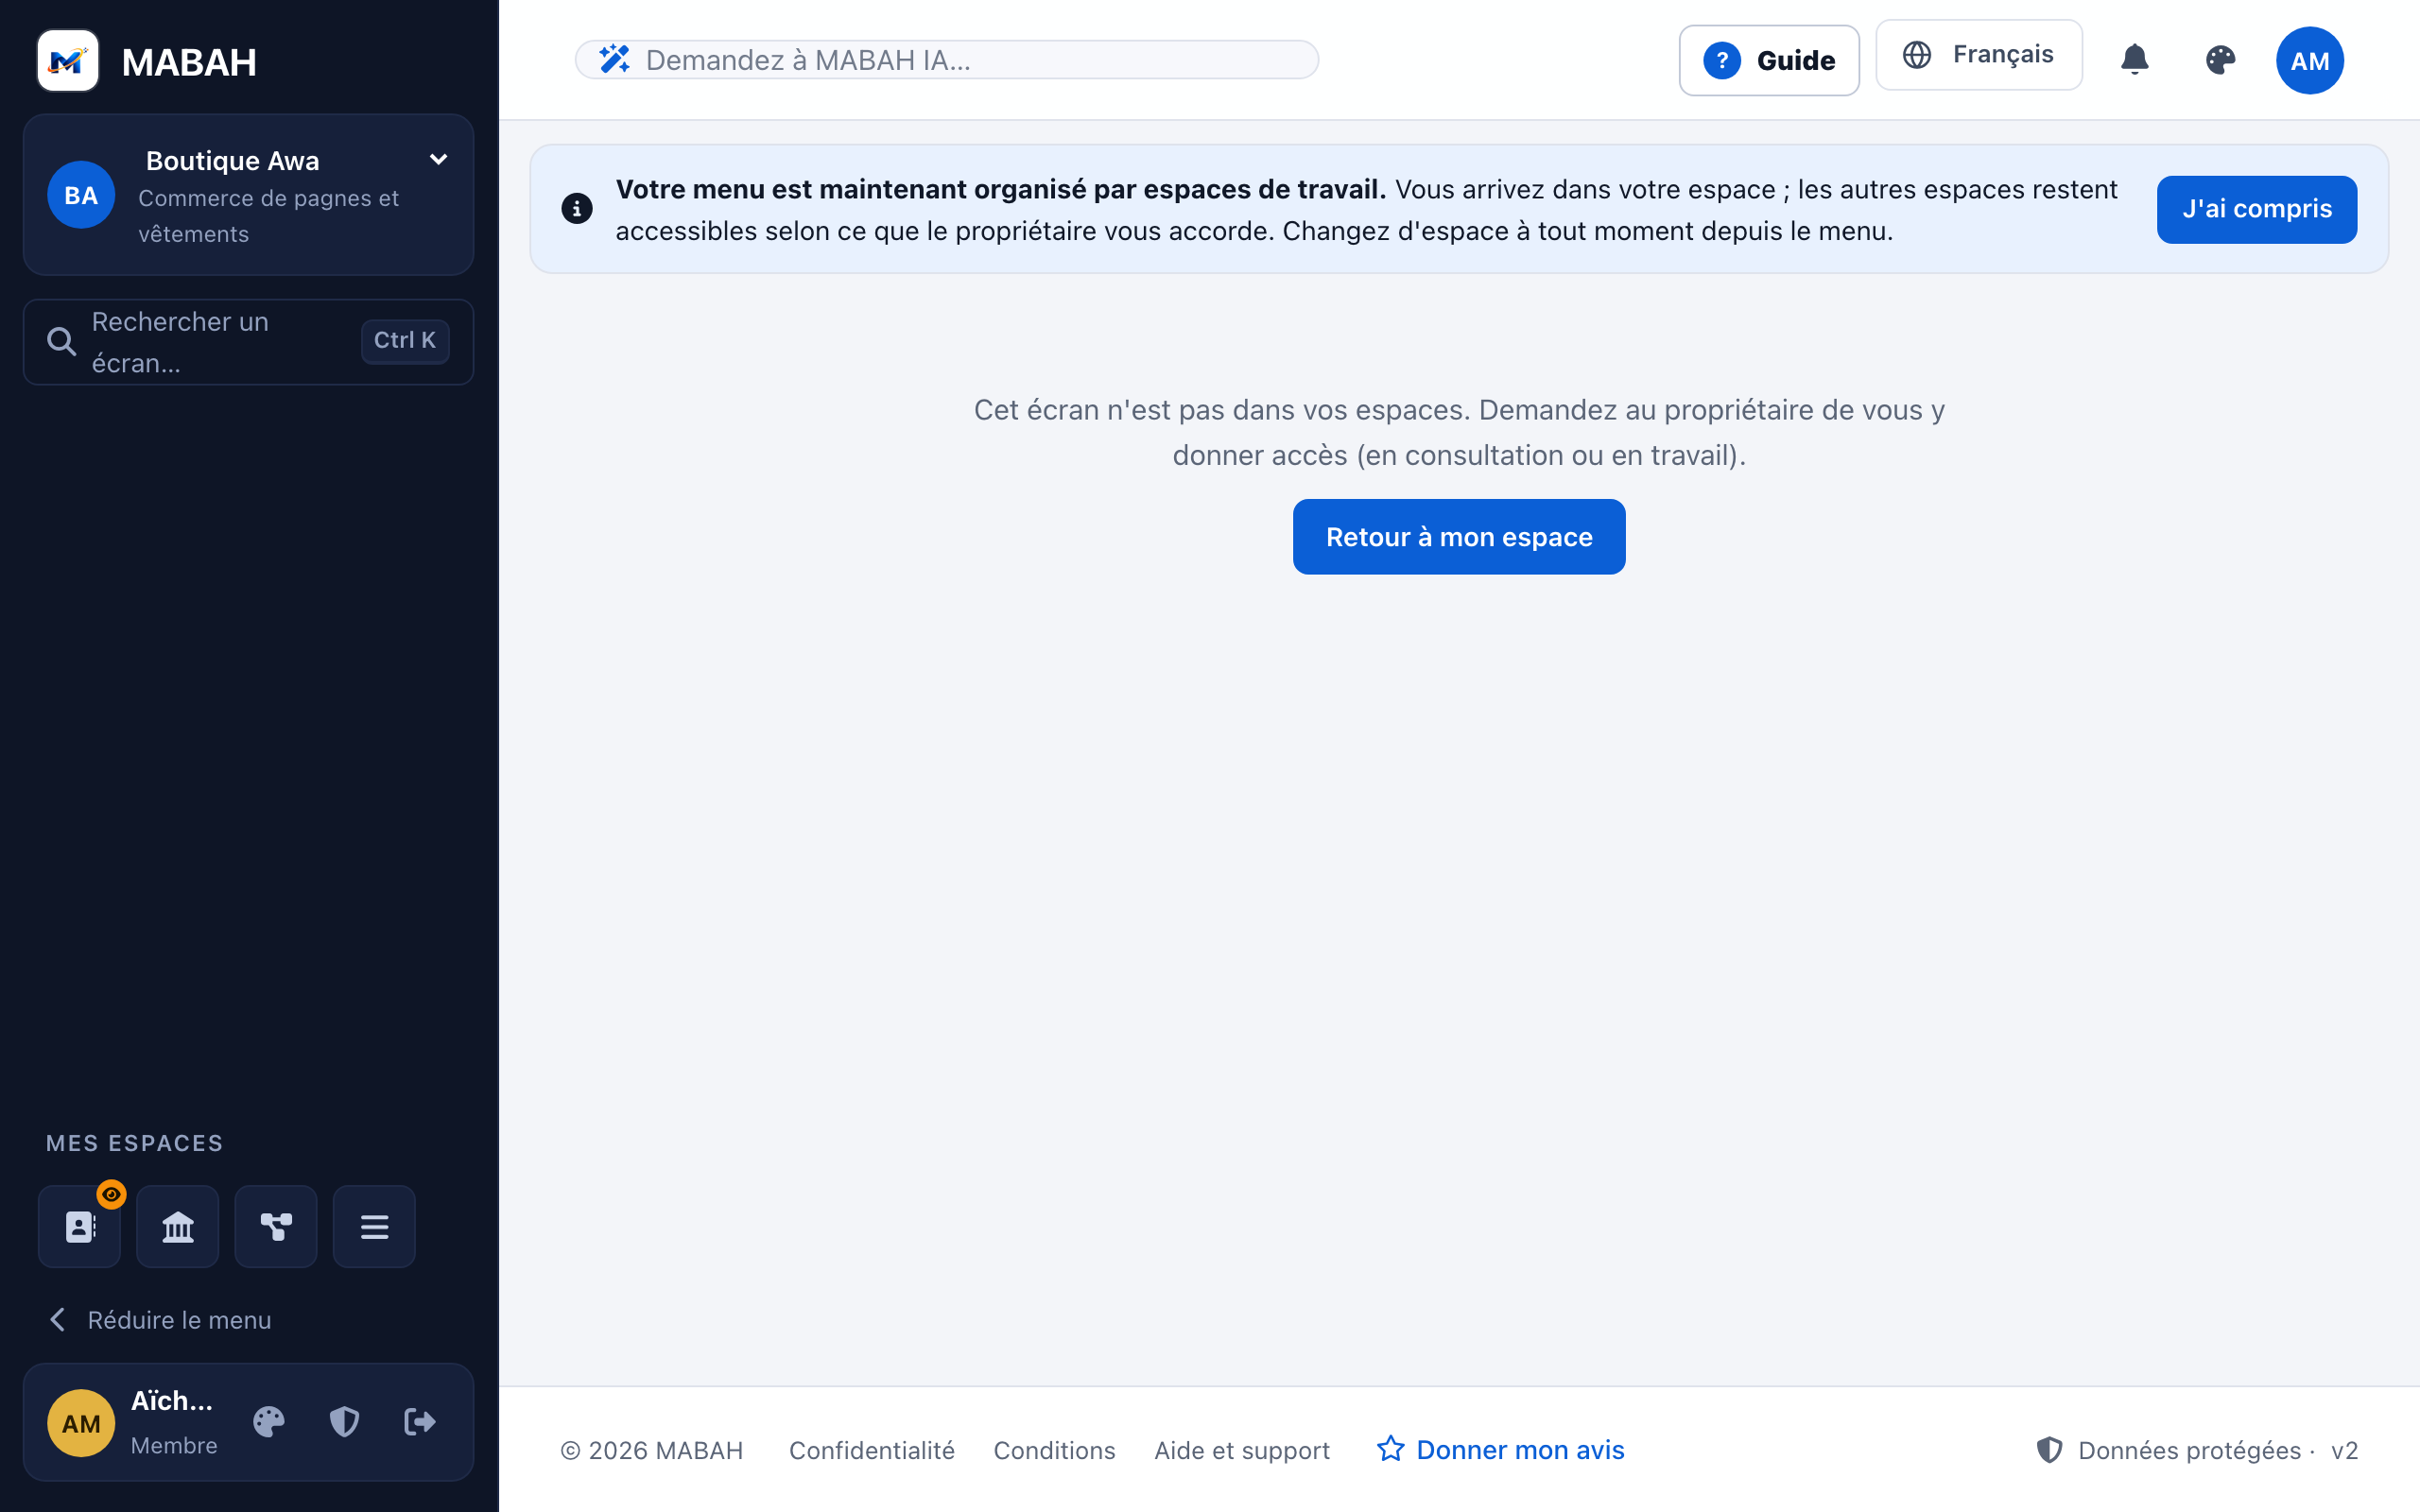 MABAH
BA
Boutique Awa
Commerce de pagnes et
vêtements
Rechercher un
écran...
Ctrl K
MES ESPACES
Réduire le menu
AM
Aïch...
Membre
Demandez à MABAH IA...
? Guide
Français
AM
Votre menu est maintenant organisé par espaces de travail. Vous arrivez dans votre espace ; les autres espaces restent
accessibles selon ce que le propriétaire vous accorde. Changez d'espace à tout moment depuis le menu.
J'ai compris
Cet écran n'est pas dans vos espaces. Demandez au propriétaire de vous y
donner accès (en consultation ou en travail).
Retour à mon espace
© 2026 MABAH
Confidentialité
Conditions
Aide et support
Donner mon avis
Données protégées · v2